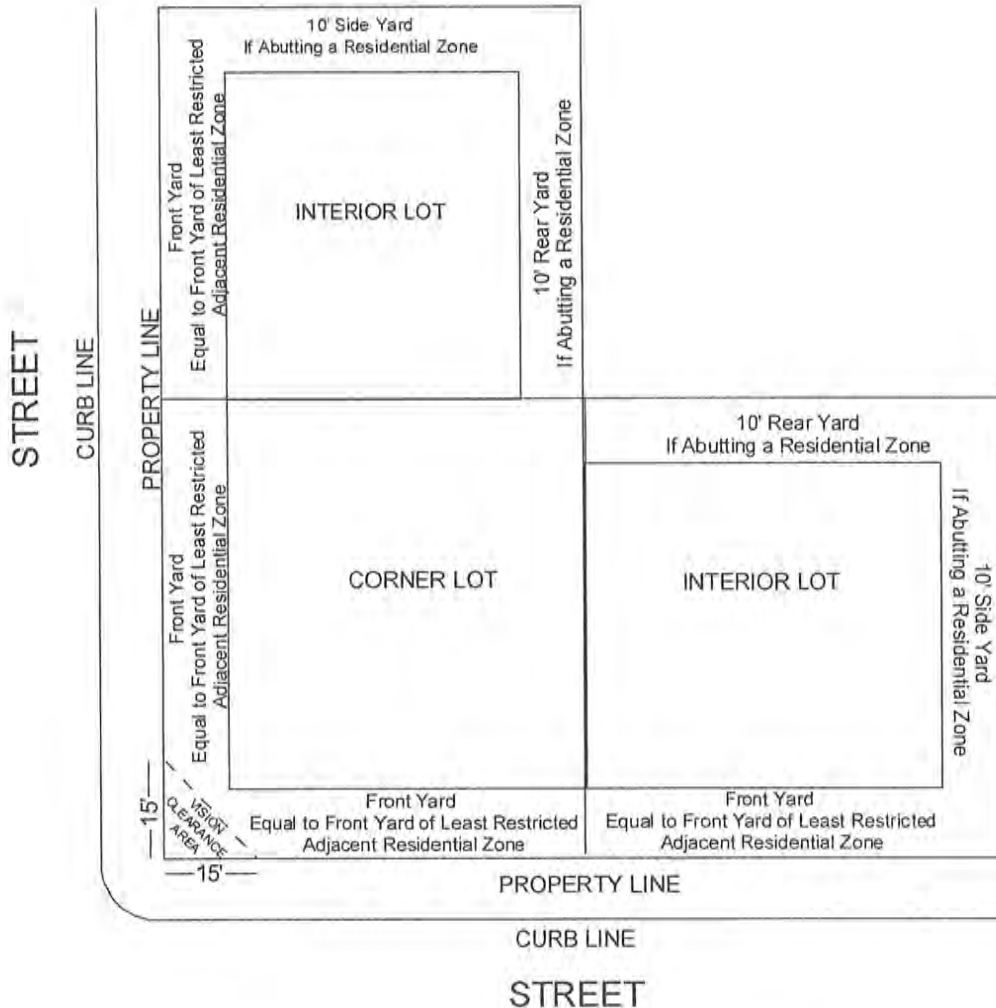 10' Side Yard
If Abutting a Residential Zone
Front Yard
Equal to Front Yard of Least Restricted
Adjacent Residential Zone
INTERIOR LOT
10' Rear Yard
If Abutting a Residential Zone
STREET
CURB LINE
PROPERTY LINE
10' Rear Yard
If Abutting a Residential Zone
Front Yard
Equal to Front Yard of Least Restricted
Adjacent Residential Zone
CORNER LOT
INTERIOR LOT
10' Side Yard
If Abutting a Residential Zone
15'
VISION
CLEARANCE
AREA
15'
Front Yard
Equal to Front Yard of Least Restricted
Adjacent Residential Zone
Front Yard
Equal to Front Yard of Least Restricted
Adjacent Residential Zone
PROPERTY LINE
CURB LINE
STREET